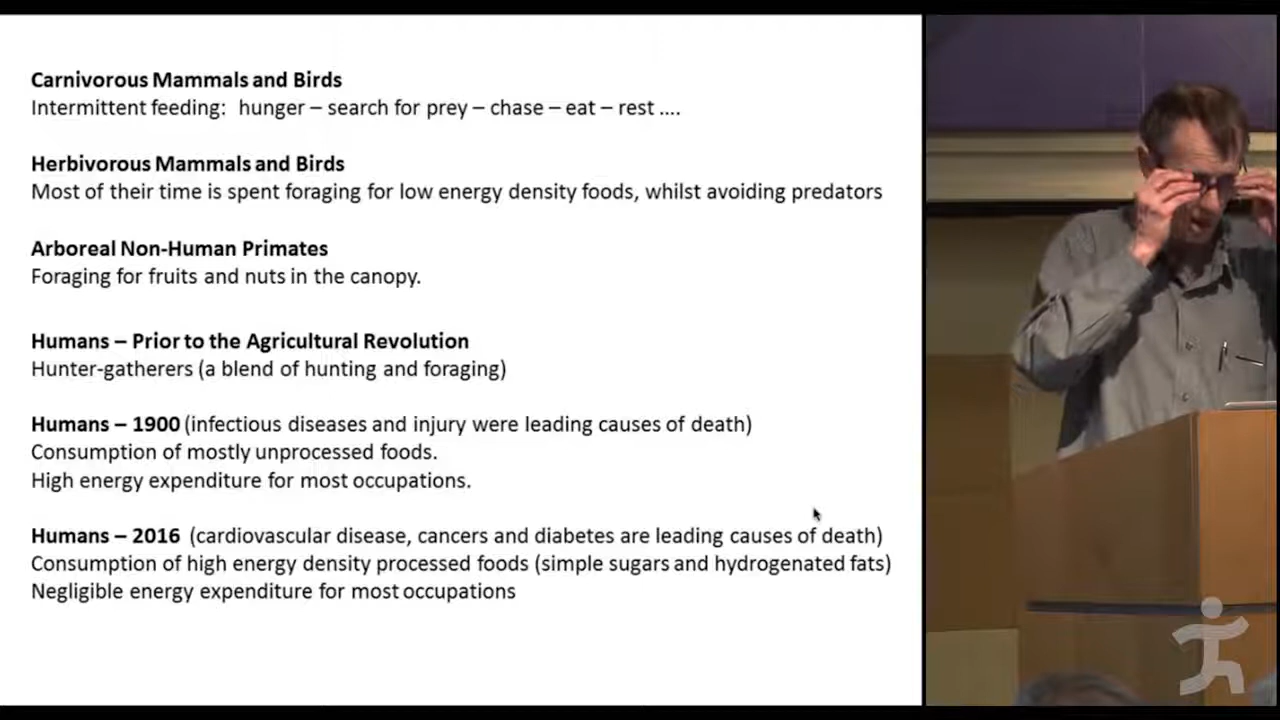 Carnivorous Mammals and Birds
Intermittent feeding: hunger – search for prey – chase – eat – rest ....
Herbivorous Mammals and Birds
Most of their time is spent foraging for low energy density foods, whilst avoiding predators
Arboreal Non-Human Primates
Foraging for fruits and nuts in the canopy.
Humans – Prior to the Agricultural Revolution
Hunter-gatherers (a blend of hunting and foraging)
Humans – 1900 (infectious diseases and injury were leading causes of death)
Consumption of mostly unprocessed foods.
High energy expenditure for most occupations.
Humans – 2016 (cardiovascular disease, cancers and diabetes are leading causes of death)
Consumption of high energy density processed foods (simple sugars and hydrogenated fats)
Negligible energy expenditure for most occupations